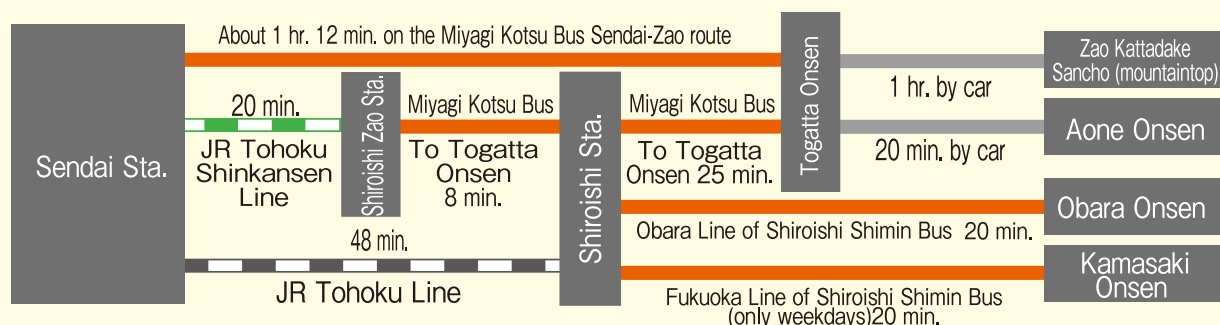 About 1 hr. 12 min. on the Miyagi Kotsu Bus Sendai-Zao route
Sendai Sta.
20 min.
JR Tohoku
Shinkansen
Line
Shiroishi Zao Sta.
Miyagi Kotsu Bus
To Togatta
Onsen
8 min.
48 min.
JR Tohoku Line
Shiroishi Sta.
Miyagi Kotsu Bus
To Togatta
Onsen 25 min.
Togatta Onsen
1 hr. by car
20 min. by car
Obara Line of Shiroishi Shimin Bus 20 min.
Fukuoka Line of Shiroishi Shimin Bus
(only weekdays)20 min.
Zao Kattadake
Sancho (mountaintop)
Aone Onsen
Obara Onsen
Kamasaki
Onsen